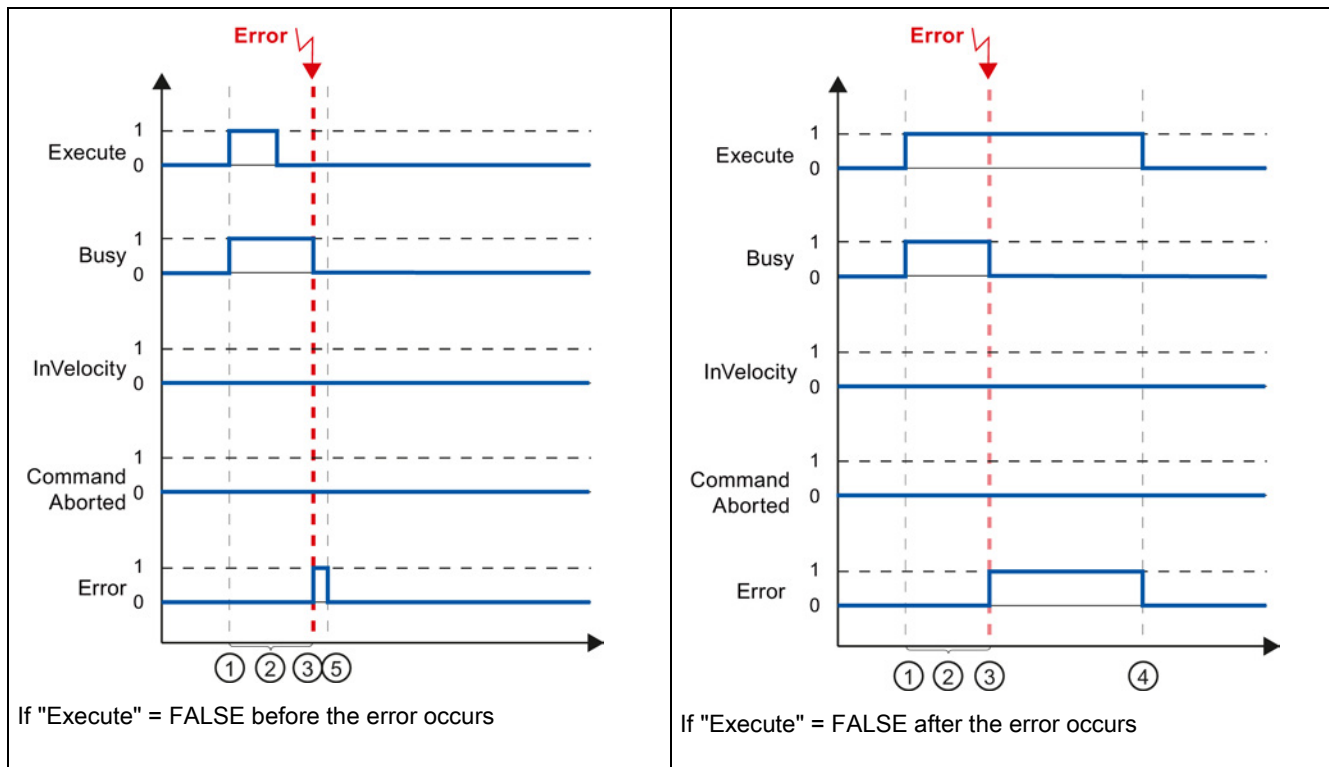 Error
1
Execute
0
1
Busy
0
1
InVelocity
0
1
Command
Aborted
0
1
Error
0
① ② ③ ⑤
If "Execute" = FALSE before the error occurs
Error
1
Execute
0
1
Busy
0
1
InVelocity
0
1
Command
Aborted
0
1
Error
0
① ② ③ ④
If "Execute" = FALSE after the error occurs